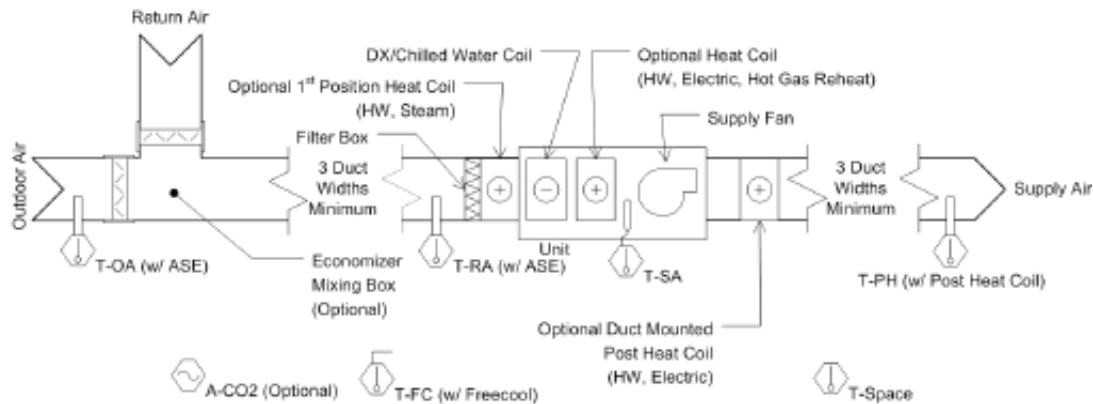 Return Air
DX/Chilled Water Coil
Optional Heat Coil
(HW, Electric, Hot Gas Reheat)
Optional 1st Position Heat Coil
(HW, Steam)
Supply Fan
Filter Box
Outdoor Air
3 Duct
Widths
Minimum
3 Duct
Widths
Minimum
Supply Air
T-OA (w/ ASE)
Economizer
Mixing Box
(Optional)
T-RA (w/ ASE)
Unit
T-SA
T-PH (w/ Post Heat Coil)
Optional Duct Mounted
Post Heat Coil
(HW, Electric)
A-CO2 (Optional)
T-FC (w/ Freecool)
T-Space